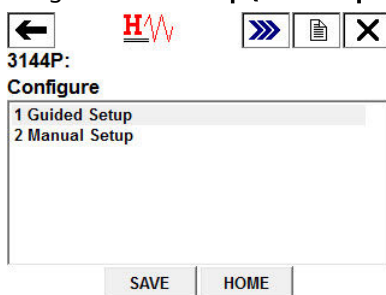 H
3144P:
Configure
1 Guided Setup
2 Manual Setup
SAVE HOME